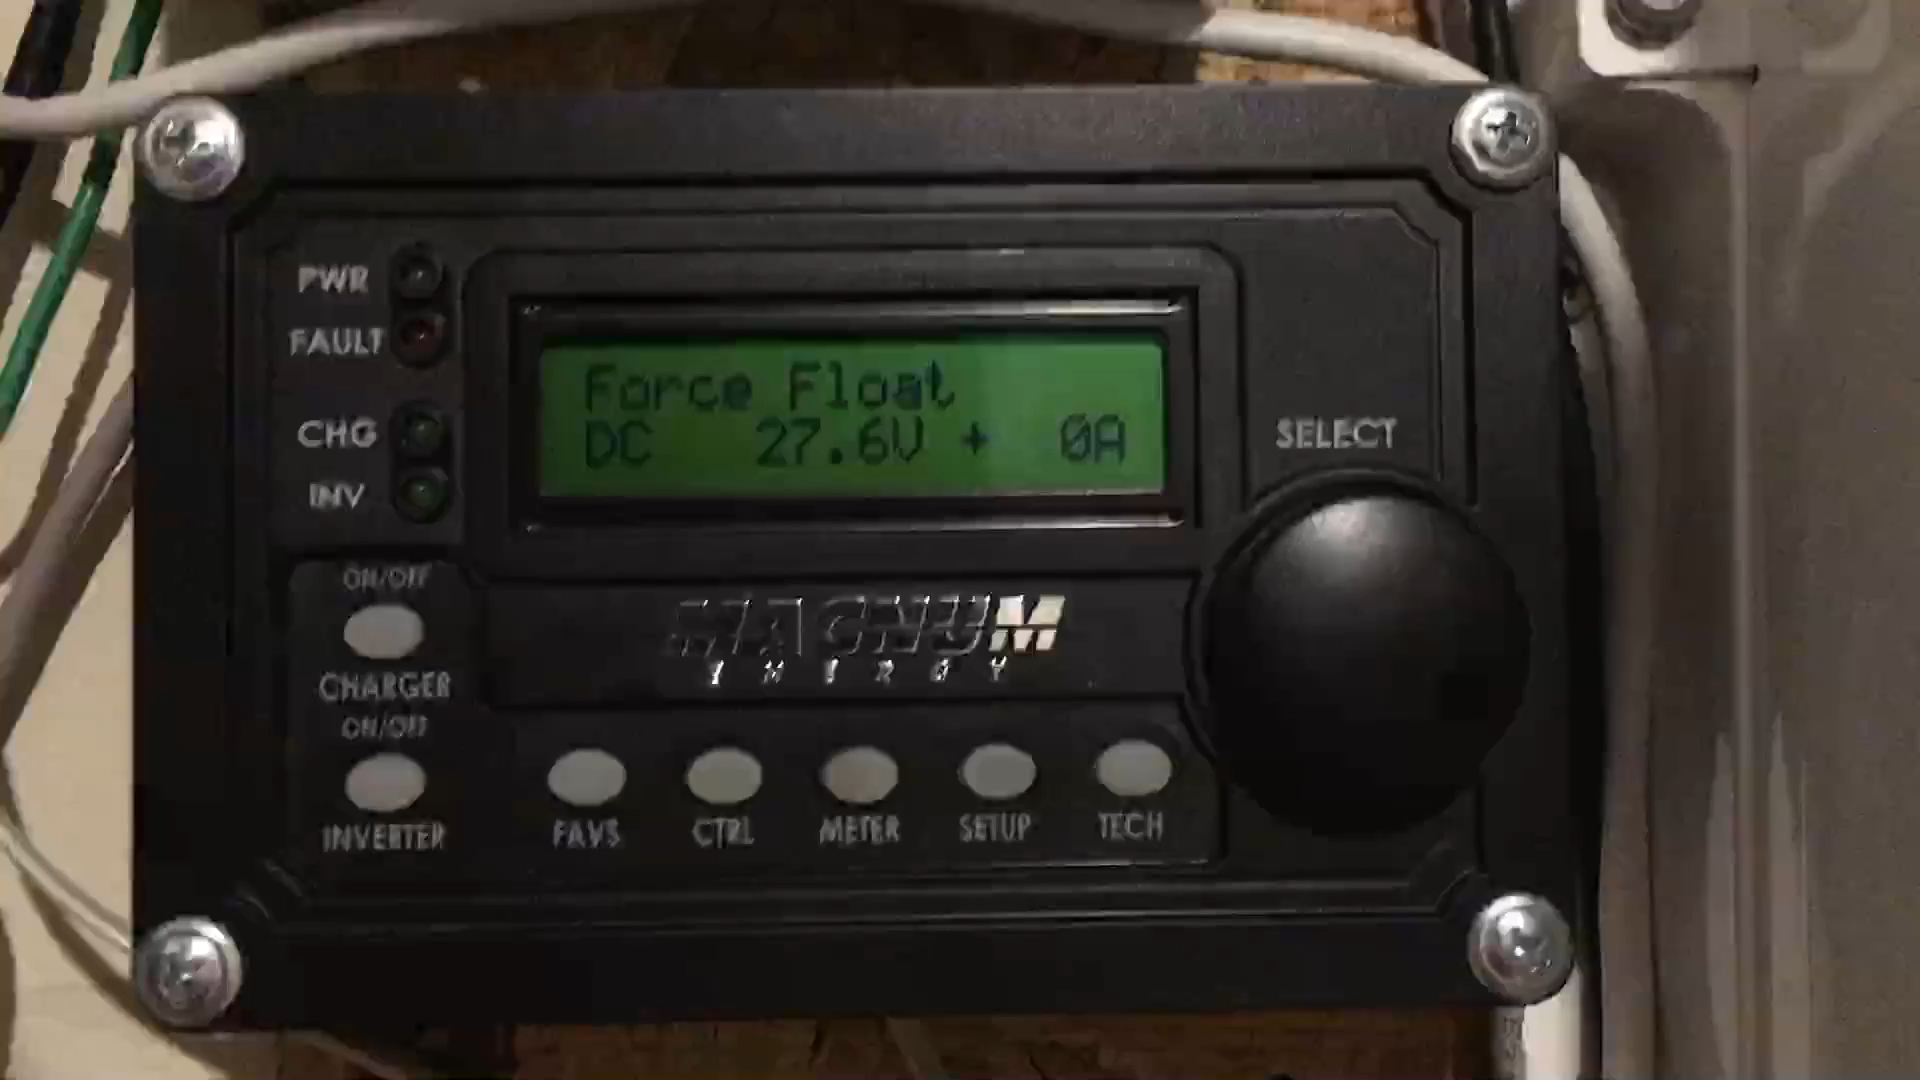 PWR
FAULT
CHG
INV
Force Float
DC 27.6V + 0A
SELECT
ON/OFF
CHARGER
ON/OFF
INVERTER
MAGNUM
ENERGY
FAVS
CTRL
METER
SETUP
TECH